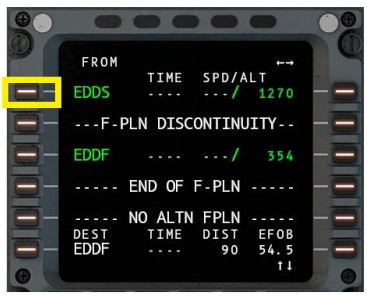 FROM ←→
TIME SPD/ALT
EDDS ---- ---/ 1270
---F-PLN DISCONTINUITY--
EDDF ---- ---/ 354
----- END OF F-PLN -----
----- NO ALTN FPLN -----
DEST TIME DIST EFOB
EDDF ---- 90 54.5
↑↓